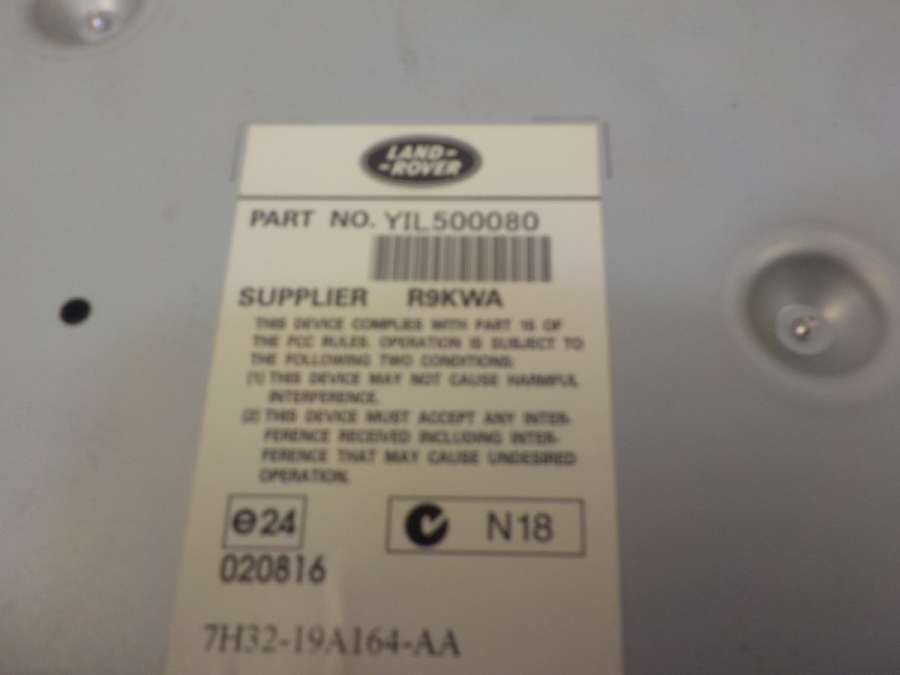 LAND-
-ROVER
PART NO. YIL500080
SUPPLIER R9KWA
THIS DEVICE COMPLIES WITH PART 15 OF
THE FCC RULES. OPERATION IS SUBJECT TO
THE FOLLOWING TWO CONDITIONS:
(1) THIS DEVICE MAY NOT CAUSE HARMFUL
INTERFERENCE.
(2) THIS DEVICE MUST ACCEPT ANY INTER-
FERENCE RECEIVED INCLUDING INTER-
FERENCE THAT MAY CAUSE UNDESIRED
OPERATION.
e24 N18
020816
7H32-19A164-AA